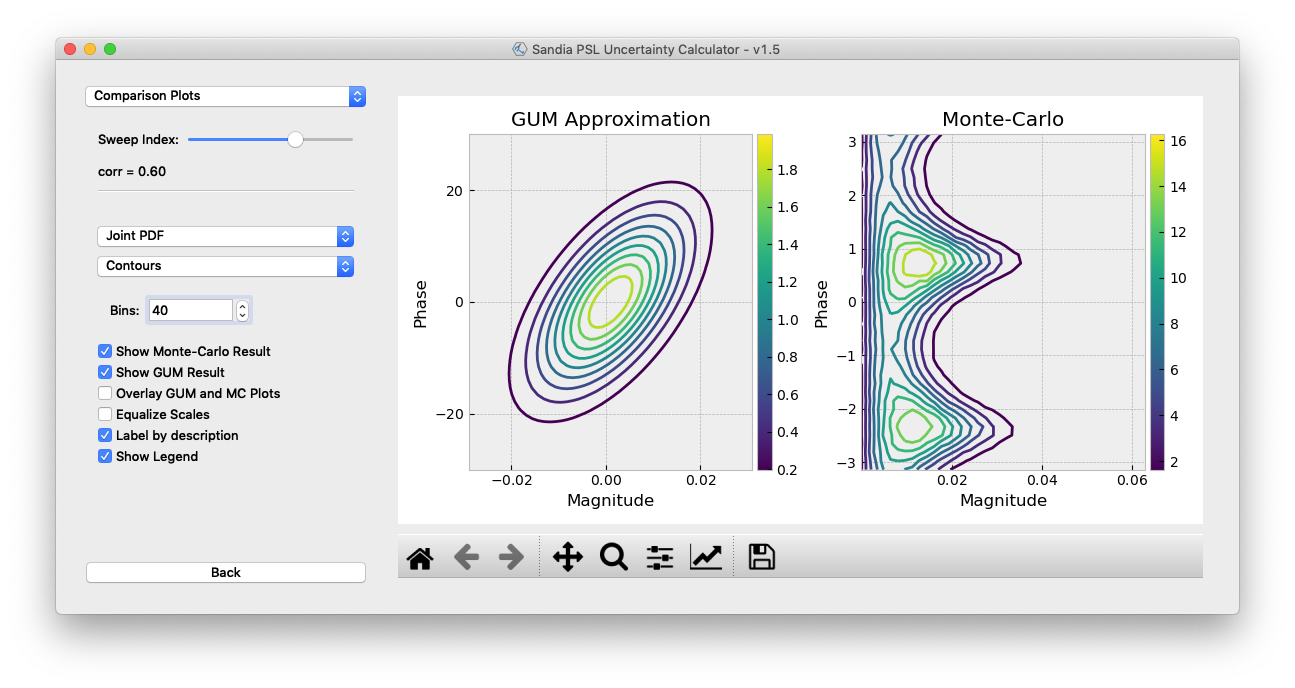 Sandia PSL Uncertainty Calculator - v1.5
Comparison Plots
Sweep Index:
corr = 0.60
Joint PDF
Contours
Bins: 40
Show Monte-Carlo Result
Show GUM Result
Overlay GUM and MC Plots
Equalize Scales
Label by description
Show Legend
Back
GUM Approximation
Phase
20
0
−20
−0.02 0.00 0.02
Magnitude
1.8
1.6
1.4
1.2
1.0
0.8
0.6
0.4
0.2
Monte-Carlo
Phase
3
2
1
0
−1
−2
−3
0.02 0.04 0.06
Magnitude
16
14
12
10
8
6
4
2